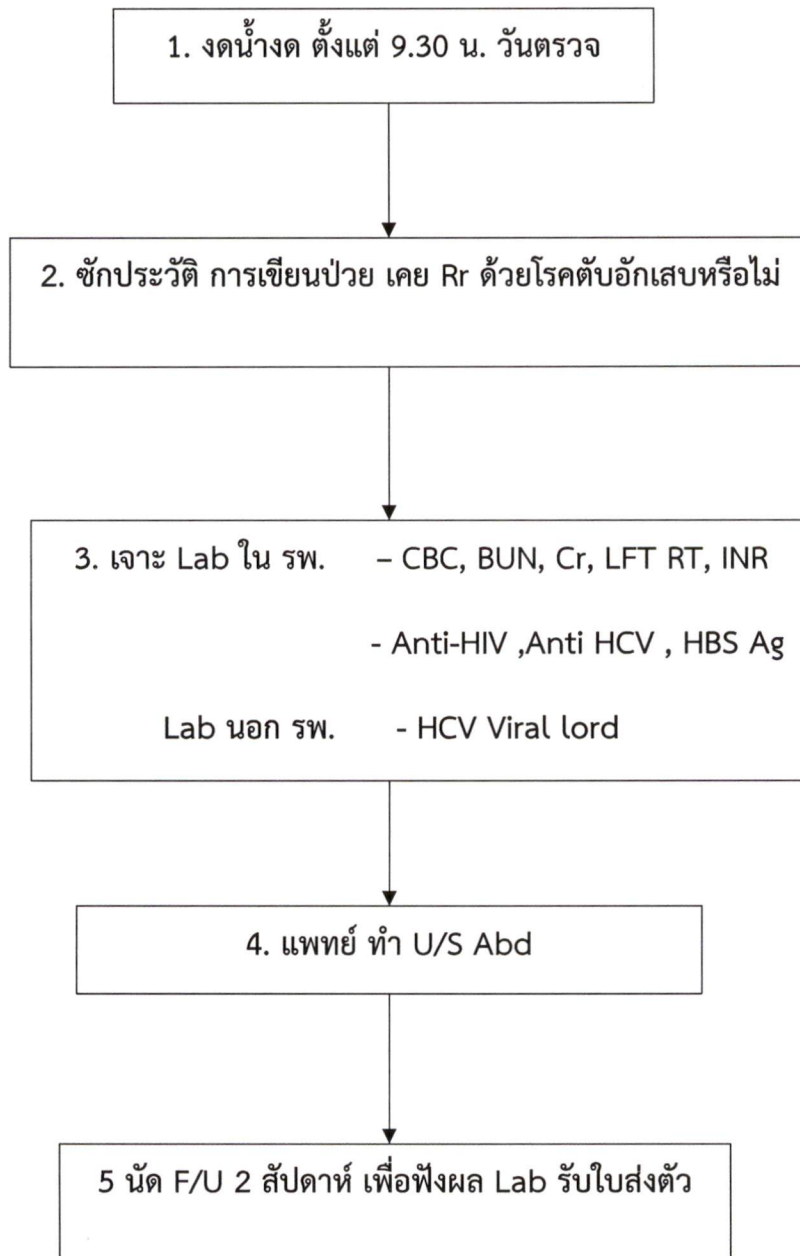 1. งดน้ำงด ตั้งแต่ 9.30 น. วันตรวจ
2. ซักประวัติ การเขียนป่วย เคย Rr ด้วยโรคตับอักเสบหรือไม่
3. เจาะ Lab ใน รพ. – CBC, BUN, Cr, LFT RT, INR
- Anti-HIV ,Anti HCV , HBS Ag
Lab นอก รพ. - HCV Viral lord
4. แพทย์ ทำ U/S Abd
5 นัด F/U 2 สัปดาห์ เพื่อฟังผล Lab รับใบส่งตัว